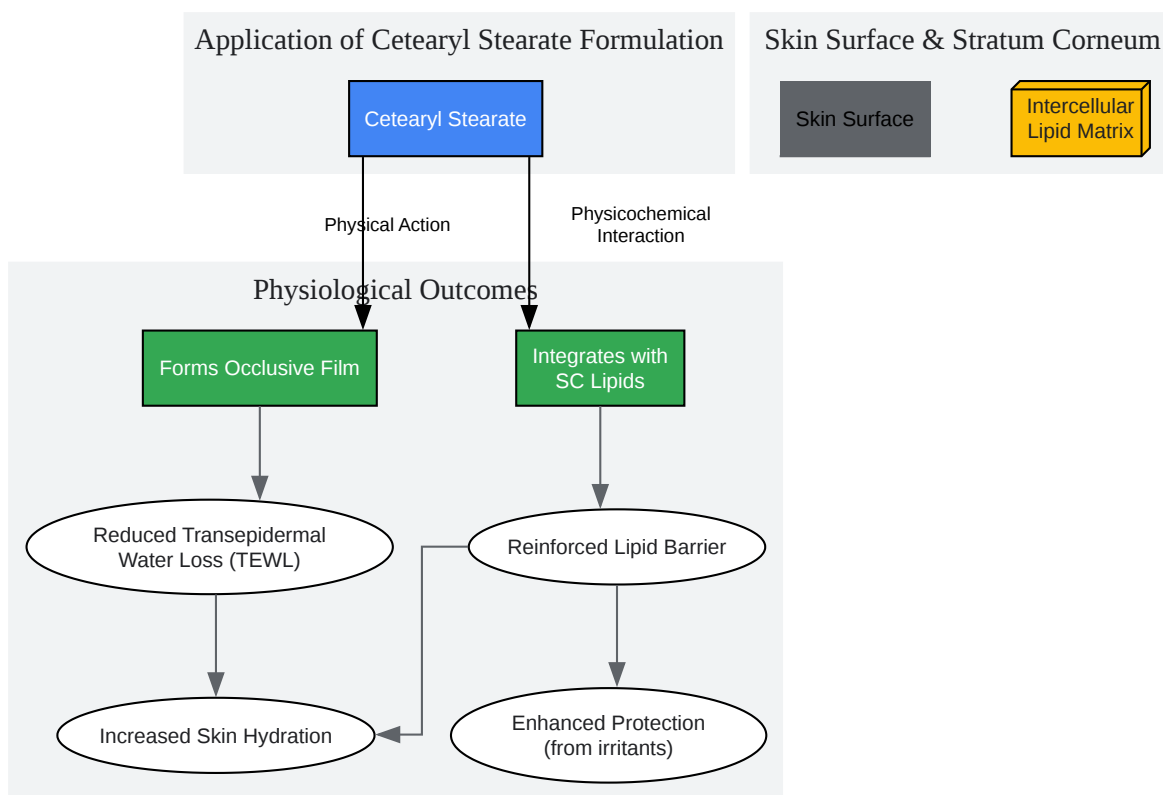 Application of Cetearyl Stearate Formulation
Skin Surface & Stratum Corneum
Cetearyl Stearate
Skin Surface
Intercellular
Lipid Matrix
Physical Action
Physicochemical
Interaction
Physiological Outcomes
Forms Occlusive Film
Integrates with
SC Lipids
Reduced Transepidermal
Water Loss (TEWL)
Reinforced Lipid Barrier
Increased Skin Hydration
Enhanced Protection
(from irritants)